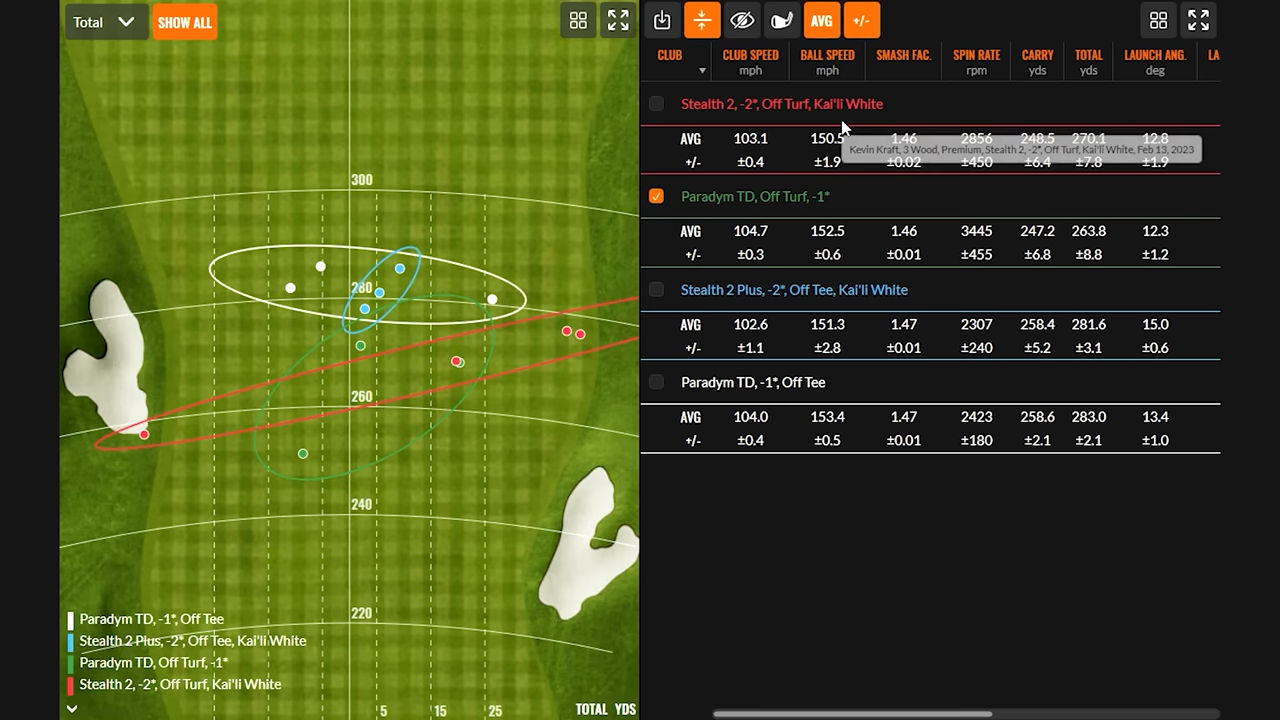 Total
SHOW ALL
AVG
+/-
CLUB
CLUB SPEED
BALL SPEED
SMASH FAC.
SPIN RATE
CARRY
TOTAL
LAUNCH ANG.
LA
mph
mph
rpm
yds
yds
deg
Stealth 2, -2*, Off Turf, Kai'li White
AVG 103.1 150.5 1.46 2856 248.5 270.1 12.8
Kevin Kraft, 3 Wood, Premium, Stealth 2, -2*, Off Turf, Kai'li White, Feb 13, 2023
+/- ±0.4 ±1.9 ±0.02 ±450 ±6.4 ±7.8 ±1.9
Paradym TD, Off Turf, -1*
AVG 104.7 152.5 1.46 3445 247.2 263.8 12.3
+/- ±0.3 ±0.6 ±0.01 ±455 ±6.8 ±8.8 ±1.2
Stealth 2 Plus, -2*, Off Tee, Kai'li White
AVG 102.6 151.3 1.47 2307 258.4 281.6 15.0
+/- ±1.1 ±2.8 ±0.01 ±240 ±5.2 ±3.1 ±0.6
Paradym TD, -1*, Off Tee
AVG 104.0 153.4 1.47 2423 258.6 283.0 13.4
+/- ±0.4 ±0.5 ±0.01 ±180 ±2.1 ±2.1 ±1.0
300
280
260
240
220
Paradym TD, -1*, Off Tee
Stealth 2 Plus, -2*, Off Tee, Kai'li White
Paradym TD, Off Turf, -1*
Stealth 2, -2*, Off Turf, Kai'li White
5 15 25
TOTAL YDS